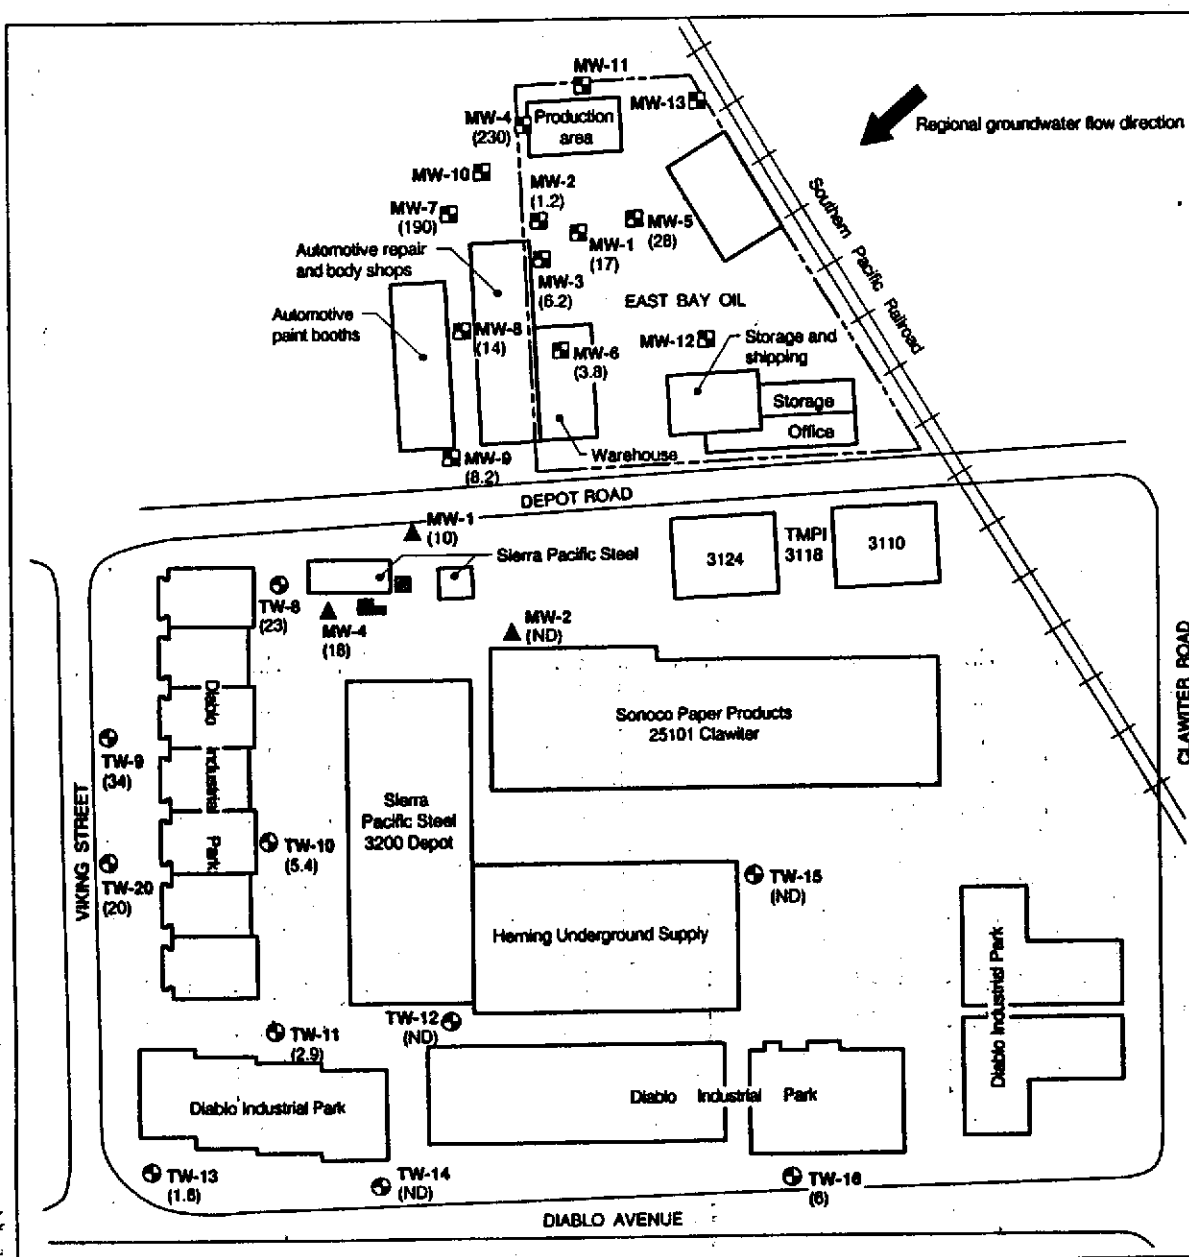 MW-11
MW-13
MW-4
(230)
Production
area
Regional groundwater flow direction
MW-10
MW-2
(1.2)
MW-7
(190)
MW-5
(28)
MW-1
(17)
Southern Pacific Railroad
Automotive repair
and body shops
MW-3
(6.2)
EAST BAY OIL
Automotive
paint booths
MW-8
(14)
MW-6
(3.8)
MW-12
Storage and
shipping
Storage
Office
Warehouse
MW-9
(8.2)
DEPOT ROAD
MW-1
(10)
Sierra Pacific Steel
3124
TMPI
3118
3110
TW-8
(23)
MW-4
(18)
MW-2
(ND)
CLAWITER ROAD
Diablo Industrial Park
Sonoco Paper Products
25101 Clawiter
TW-9
(34)
VIKING STREET
Sierra
Pacific Steel
3200 Depot
TW-10
(5.4)
TW-20
(20)
TW-15
(ND)
Heming Underground Supply
Diablo Industrial Park
TW-12
(ND)
TW-11
(2.9)
Diablo Industrial Park
Diablo Industrial Park
TW-13
(1.6)
TW-14
(ND)
TW-16
(6)
DIABLO AVENUE